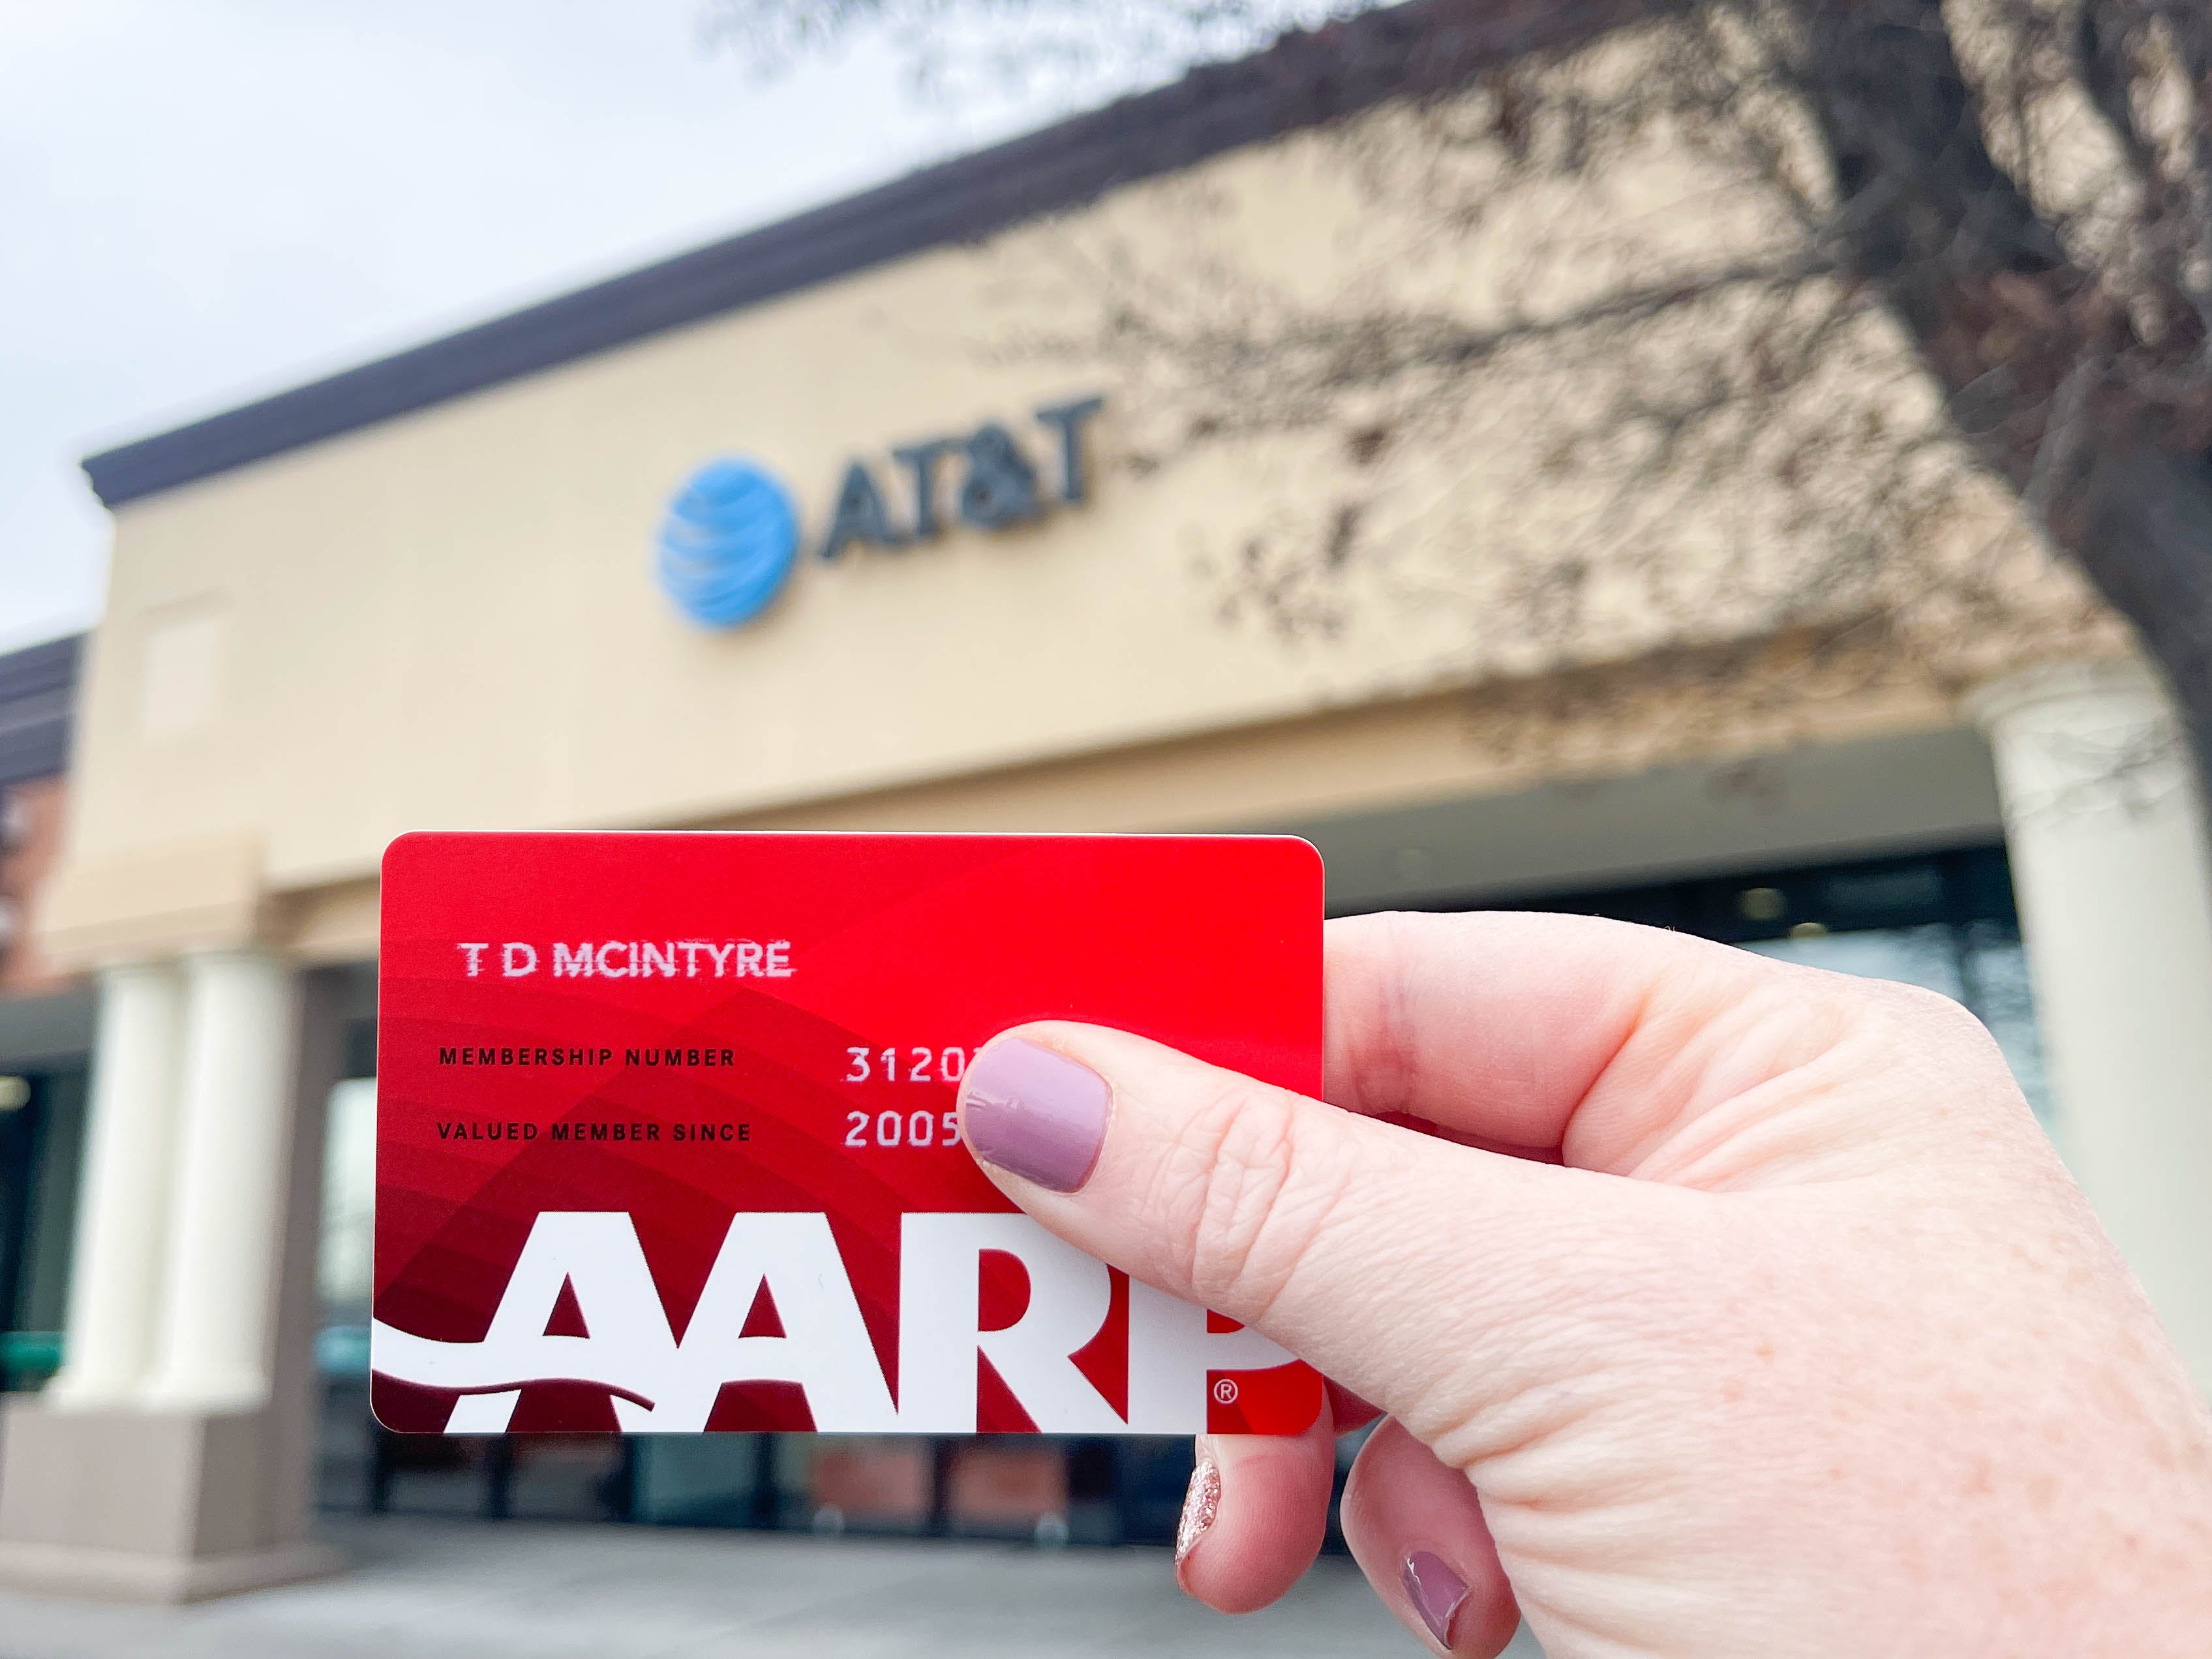 AT&T
T D MCINTYRE
MEMBERSHIP NUMBER 3120
VALUED MEMBER SINCE 2005
AARP®